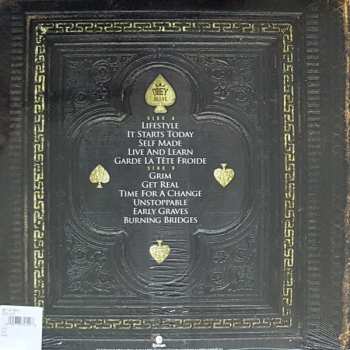 OBEY
SIDE A
LIFESTYLE
IT STARTS TODAY
SELF MADE
LIVE AND LEARN
GARDE LA TÊTE FROIDE
SIDE B
GRIM
GET REAL
TIME FOR A CHANGE
UNSTOPPABLE
EARLY GRAVES
BURNING BRIDGES